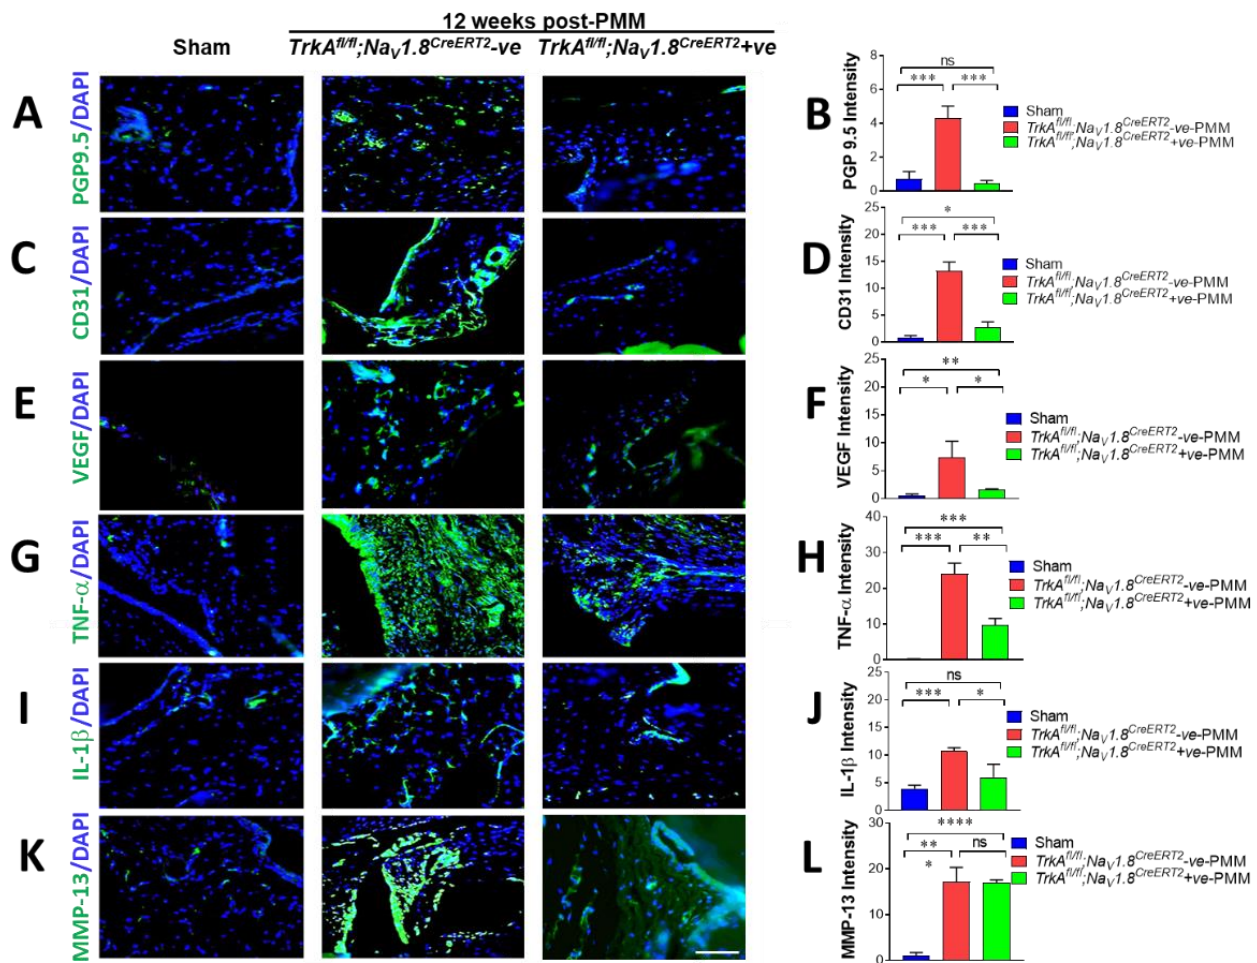 12 weeks post-PMM
Sham TrkAfl/fl;NaV1.8CreERT2-ve TrkAfl/fl;NaV1.8CreERT2+ve
A
PGP9.5/DAPI
B
PGP 9.5 Intensity
8
6
4
2
0
ns
*** ***
Sham
TrkAfl/fl;NaV1.8CreERT2-ve-PMM
TrkAfl/fl;NaV1.8CreERT2+ve-PMM
C
CD31/DAPI
D
CD31 Intensity
25
20
15
10
5
0
*
*** ***
Sham
TrkAfl/fl;NaV1.8CreERT2-ve-PMM
TrkAfl/fl;NaV1.8CreERT2+ve-PMM
E
VEGF/DAPI
F
VEGF Intensity
25
20
15
10
5
0
**
* *
Sham
TrkAfl/fl;NaV1.8CreERT2-ve-PMM
TrkAfl/fl;NaV1.8CreERT2+ve-PMM
G
TNF-α/DAPI
H
TNF-α Intensity
40
30
20
10
0
***
*** **
Sham
TrkAfl/fl;NaV1.8CreERT2-ve-PMM
TrkAfl/fl;NaV1.8CreERT2+ve-PMM
I
IL-1β/DAPI
J
IL-1β Intensity
25
20
15
10
5
0
ns
*** *
Sham
TrkAfl/fl;NaV1.8CreERT2-ve-PMM
TrkAfl/fl;NaV1.8CreERT2+ve-PMM
K
MMP-13/DAPI
L
MMP-13 Intensity
30
20
10
0
****
** ns
*
Sham
TrkAfl/fl;NaV1.8CreERT2-ve-PMM
TrkAfl/fl;NaV1.8CreERT2+ve-PMM